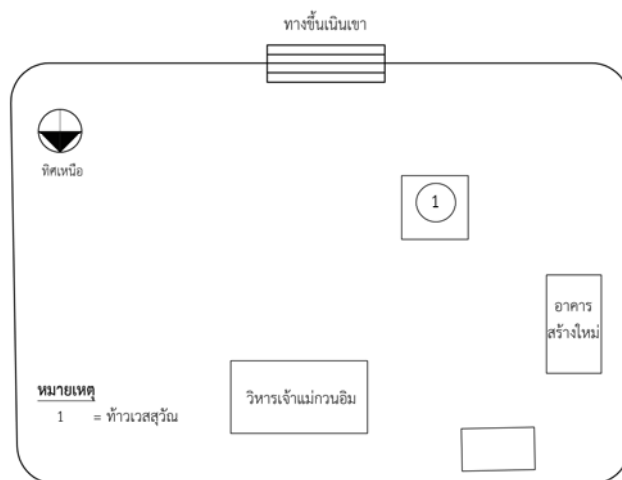 ทางขึ้นเนินเขา
ทิศเหนือ
1
อาคาร
สร้างใหม่
วิหารเจ้าแม่กวนอิม
หมายเหตุ
1 = ท้าวเวสสุวัณ